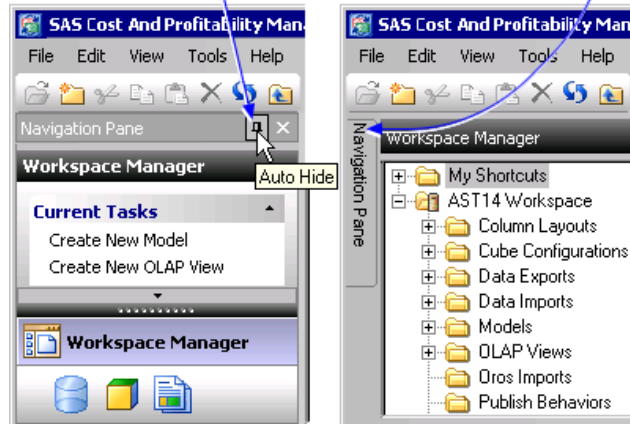 SAS Cost And Profitability Man
File Edit View Tools Help
Navigation Pane
Auto Hide
Workspace Manager
Current Tasks
Create New Model
Create New OLAP View
Workspace Manager
SAS Cost And Profitability Man
File Edit View Tools Help
Navigation Pane
Workspace Manager
My Shortcuts
AST14 Workspace
Column Layouts
Cube Configurations
Data Exports
Data Imports
Models
OLAP Views
Oros Imports
Publish Behaviors